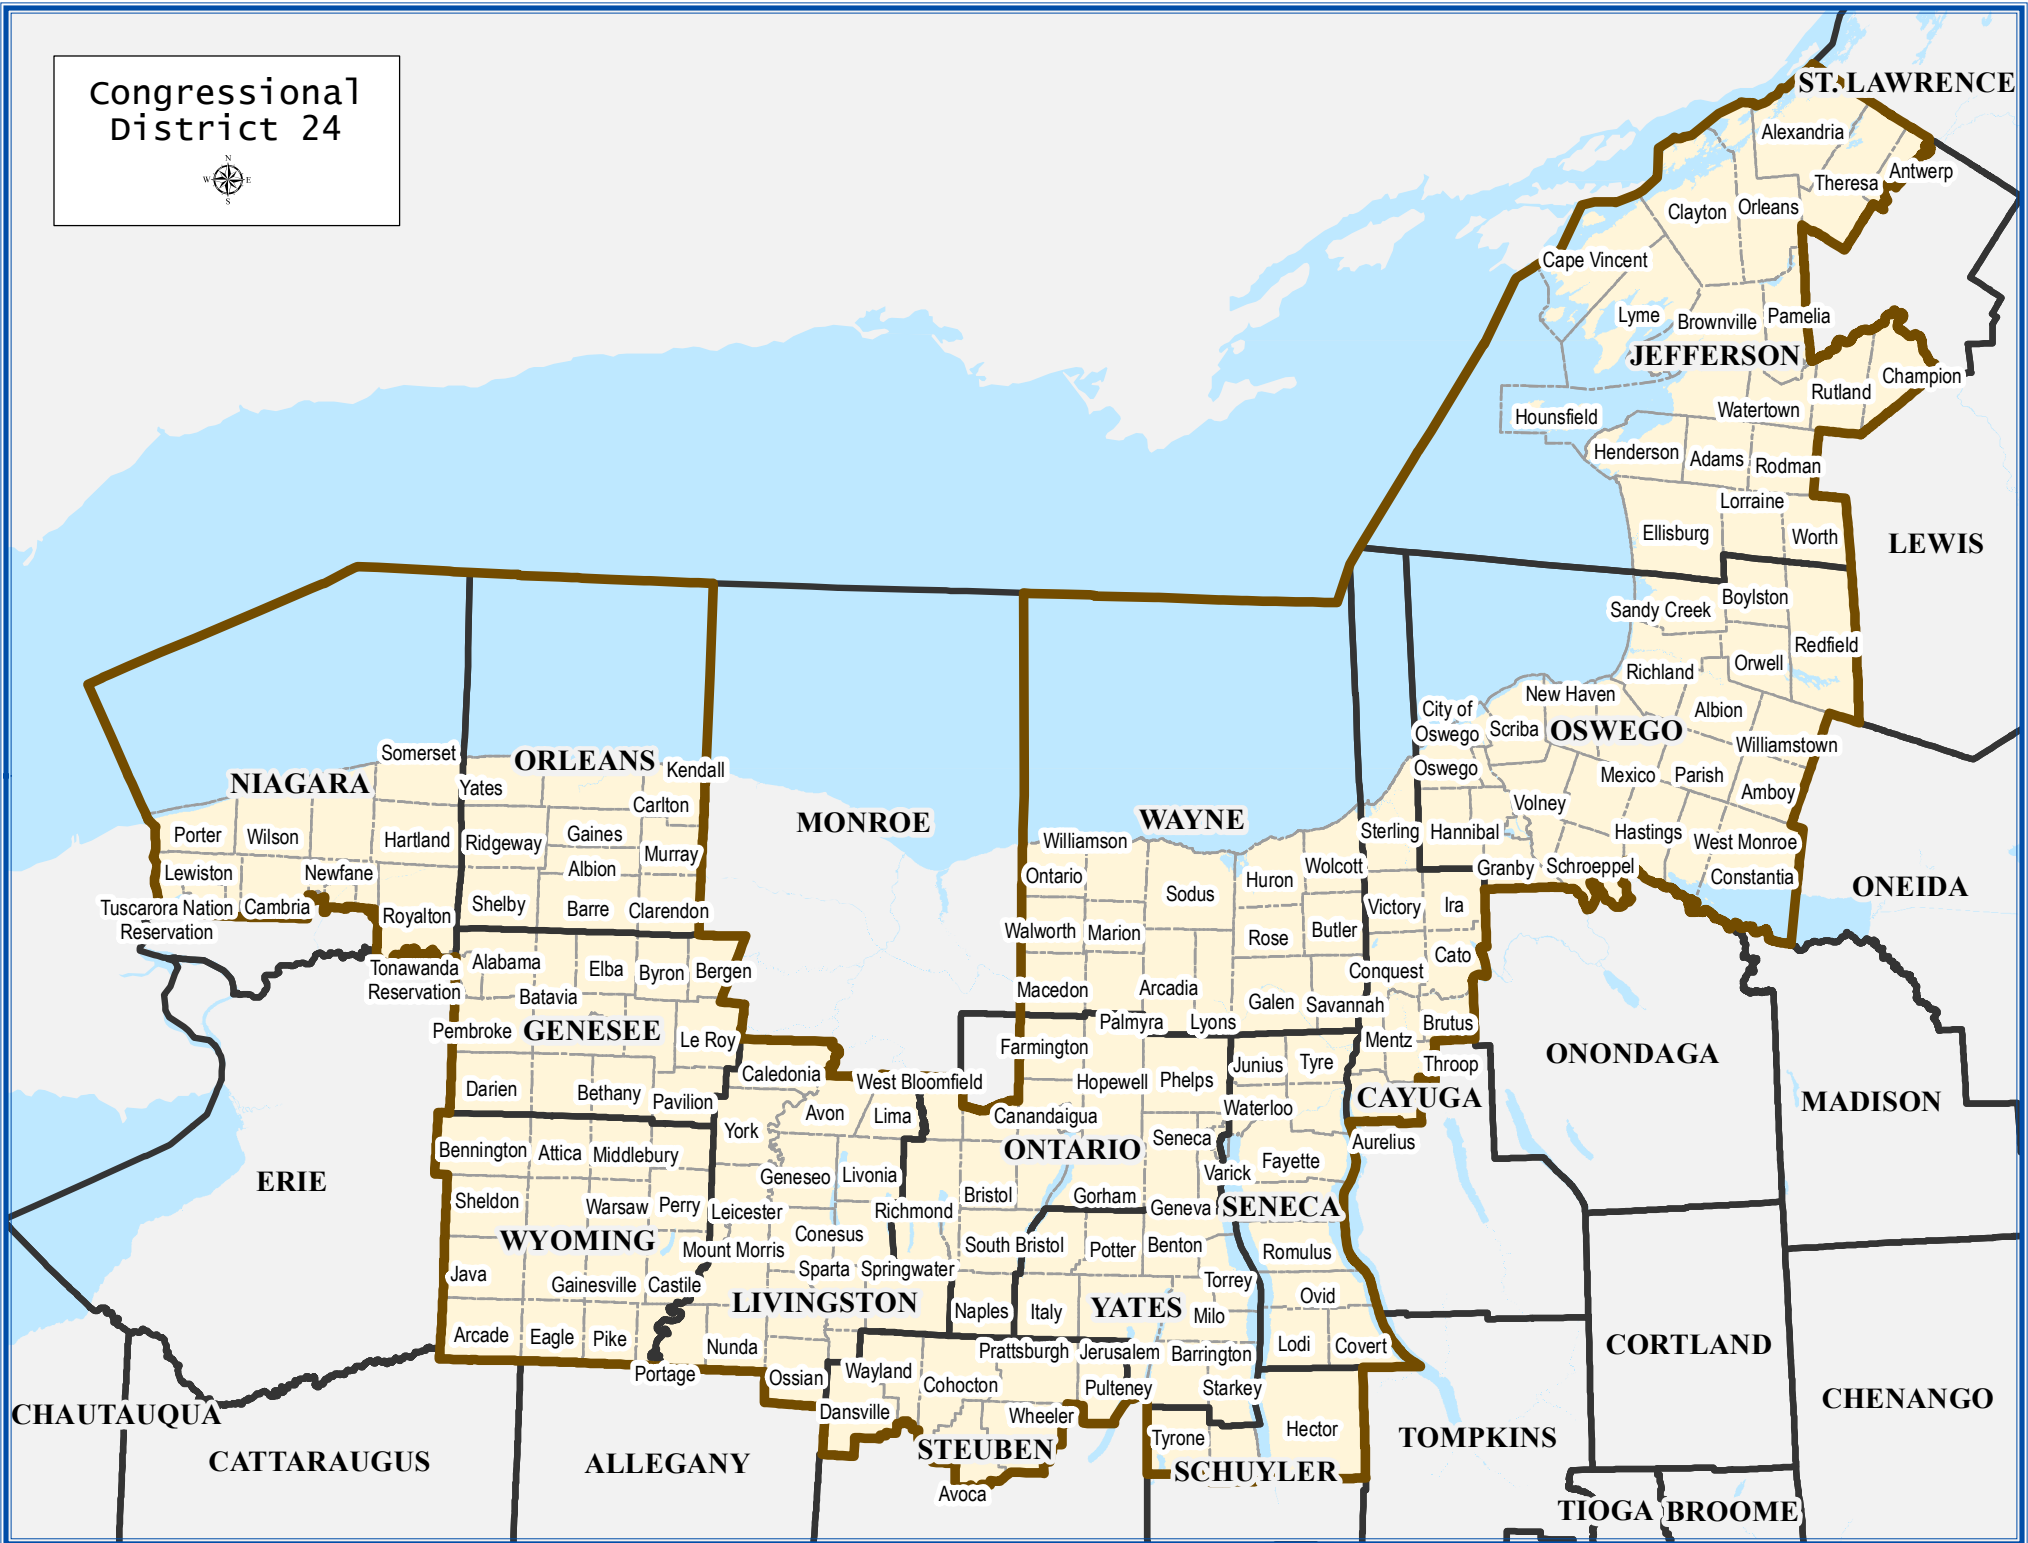 Congressional
District 24
N
W E
S
ST. LAWRENCE
Alexandria
Theresa
Antwerp
Clayton
Orleans
Cape Vincent
Lyme
Brownville
Pamelia
JEFFERSON
Rutland
Champion
Hounsfield
Watertown
Henderson
Adams
Rodman
Lorraine
Ellisburg
Worth
LEWIS
Sandy Creek
Boylston
Redfield
Richland
Orwell
New Haven
City of
Oswego
Scriba
OSWEGO
Albion
Williamstown
Oswego
Mexico
Parish
Amboy
Volney
Sterling
Hannibal
Hastings
West Monroe
Granby
Schroeppel
Constantia
ONEIDA
Somerset
NIAGARA
ORLEANS
Kendall
Yates
Carlton
Porter
Wilson
Hartland
Ridgeway
Gaines
Murray
Lewiston
Newfane
Albion
Tuscarora Nation
Reservation
Cambria
Royalton
Shelby
Barre
Clarendon
MONROE
WAYNE
Williamson
Ontario
Sodus
Huron
Wolcott
Walworth
Marion
Rose
Butler
Victory
Ira
Cato
Conquest
Macedon
Arcadia
Galen
Savannah
Palmyra
Lyons
Brutus
Mentz
Throop
CAYUGA
Aurelius
ONONDAGA
MADISON
Tonawanda
Reservation
Alabama
Elba
Byron
Bergen
Batavia
Pembroke
GENESEE
Le Roy
Darien
Bethany
Pavilion
Caledonia
West Bloomfield
Farmington
Hopewell
Phelps
Junius
Tyre
Avon
Lima
Canandaigua
Waterloo
York
ONTARIO
Seneca
Varick
Fayette
Bennington
Attica
Middlebury
Geneseo
Livonia
ERIE
Sheldon
Warsaw
Perry
Leicester
Richmond
Bristol
Gorham
Geneva
SENECA
WYOMING
Mount Morris
Conesus
South Bristol
Potter
Benton
Romulus
Java
Gainesville
Castile
Sparta
Springwater
Torrey
Ovid
LIVINGSTON
Naples
Italy
YATES
Milo
Arcade
Eagle
Pike
Nunda
Prattsburgh
Jerusalem
Barrington
Lodi
Covert
Portage
Ossian
Wayland
Cohocton
Pulteney
Starkey
CORTLAND
CHENANGO
CHAUTAUQUA
Dansville
Wheeler
Tyrone
Hector
TOMPKINS
CATTARAUGUS
ALLEGANY
STEUBEN
SCHUYLER
Avoca
TIOGA
BROOME